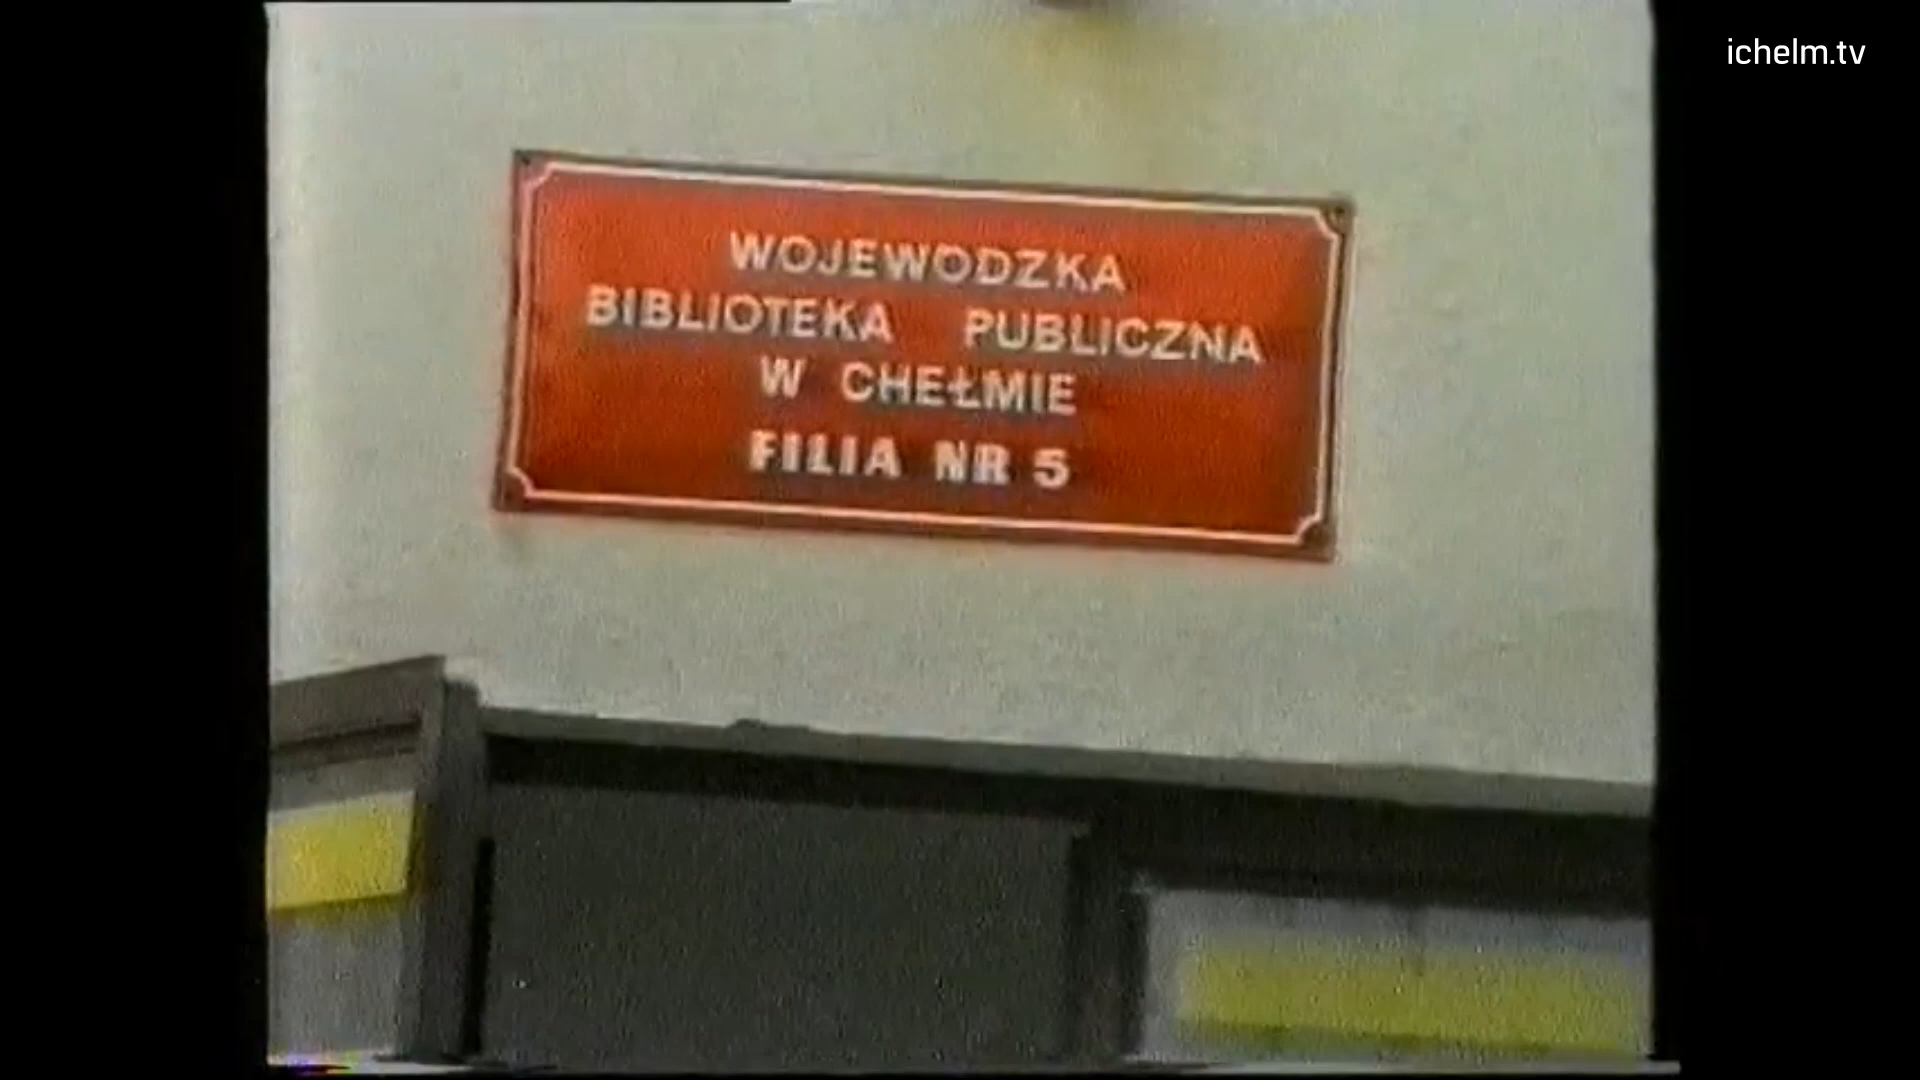 ichelm.tv
WOJEWODZKA
BIBLIOTEKA PUBLICZNA
W CHEŁMIE
FILIA NR 5